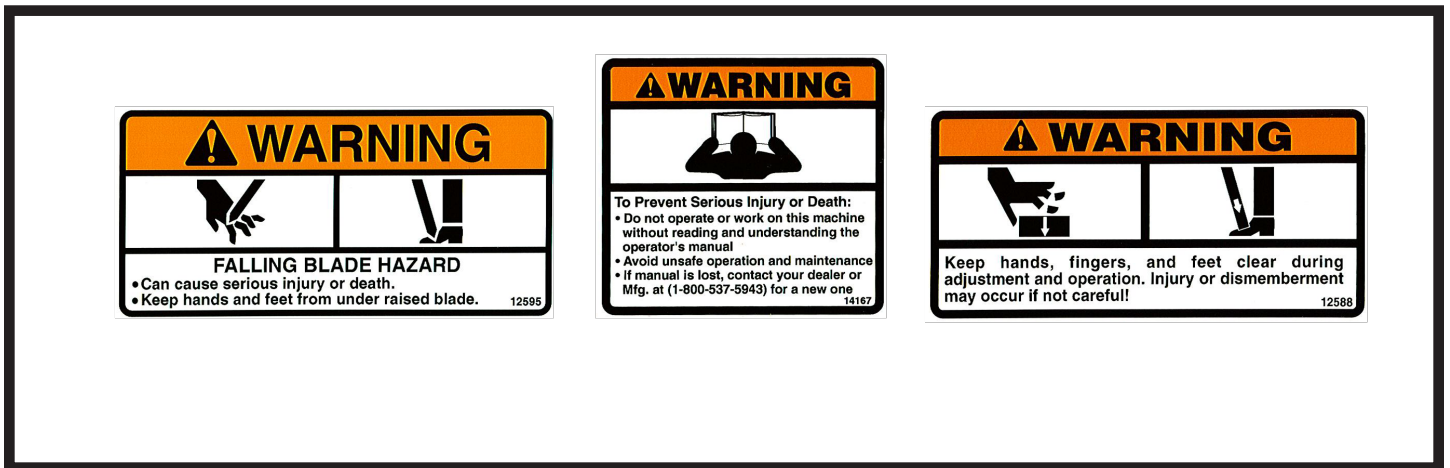 WARNING
FALLING BLADE HAZARD
• Can cause serious injury or death.
• Keep hands and feet from under raised blade.
12595
WARNING
To Prevent Serious Injury or Death:
• Do not operate or work on this machine
without reading and understanding the
operator's manual
• Avoid unsafe operation and maintenance
• If manual is lost, contact your dealer or
Mfg. at (1-800-537-5943) for a new one
14167
WARNING
Keep hands, fingers, and feet clear during
adjustment and operation. Injury or dismemberment
may occur if not careful!
12588